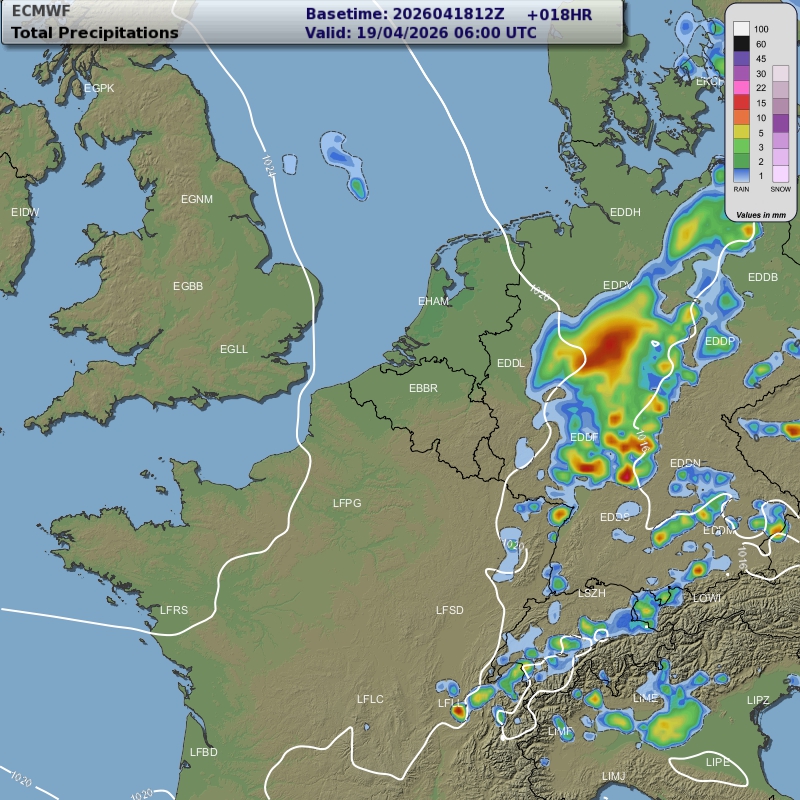 ECMWF
Total Precipitations
Basetime: 2026041812Z +018HR
Valid: 19/04/2026 06:00 UTC
100
60
45
30
22
15
10
5
3
2
1
RAIN
SNOW
Values in mm
EGPK
EIDW
EGNM
EGBB
EGLL
EHAM
EBBR
EDDL
EDDH
EDDV
EDDB
EDDP
EDDF
EDDN
EDDS
EDDM
LFPG
LFRS
LFSD
LSZH
LOWI
LFLC
LFLL
LFBD
LIMF
LIME
LIPZ
LIPE
LIMJ
1024
1020
1016
1016
1020
1020